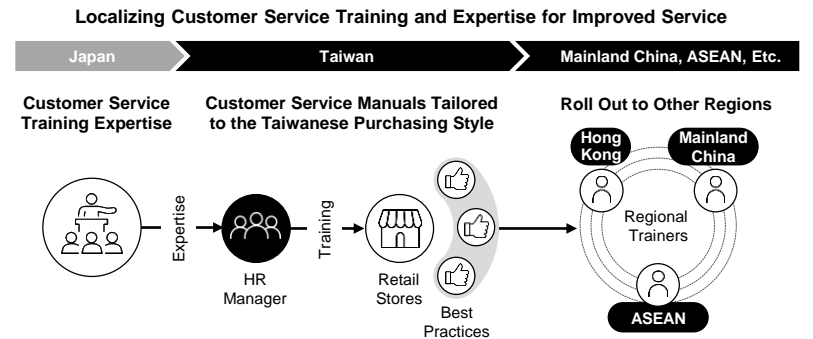 Localizing Customer Service Training and Expertise for Improved Service
Japan
Taiwan
Mainland China, ASEAN, Etc.
Customer Service
Training Expertise
Customer Service Manuals Tailored
to the Taiwanese Purchasing Style
Roll Out to Other Regions
Expertise
HR
Manager
Training
Retail
Stores
Best
Practices
Hong
Kong
Mainland
China
Regional
Trainers
ASEAN